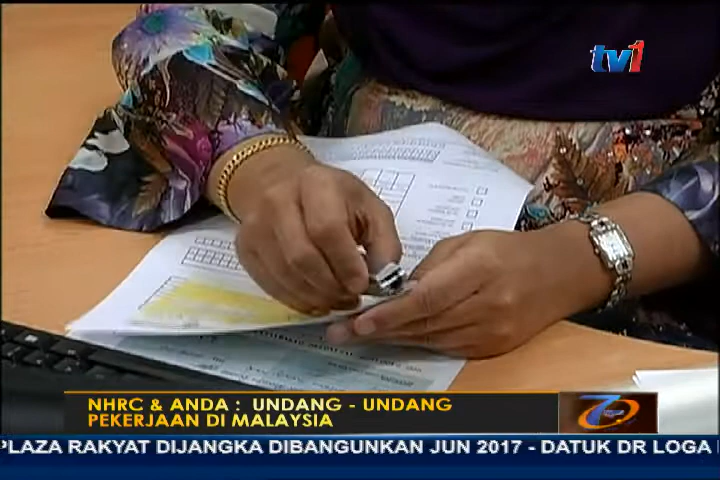 tv1
NHRC & ANDA : UNDANG - UNDANG
PEKERJAAN DI MALAYSIA
PLAZA RAKYAT DIJANGKA DIBANGUNKAN JUN 2017 - DATUK DR LOGA